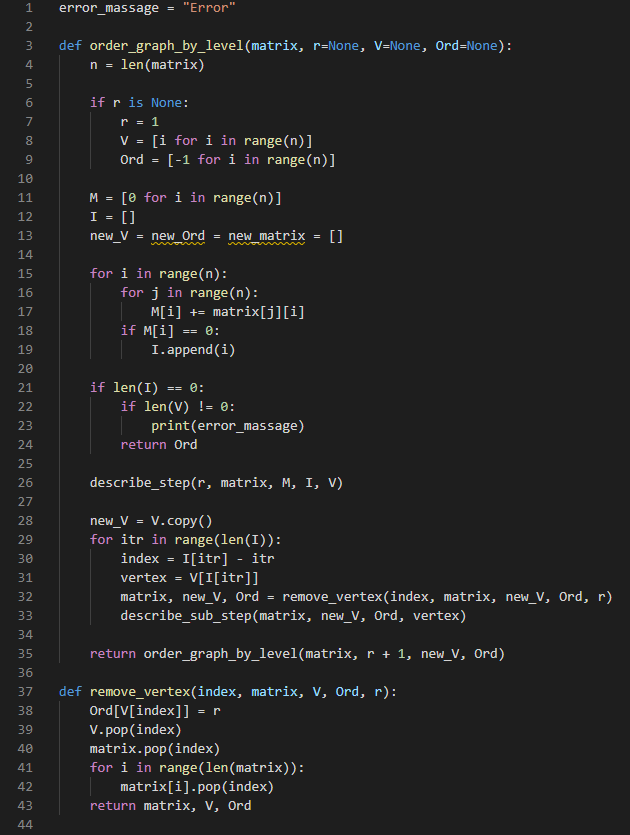 1 error_massage = "Error"
2
3 def order_graph_by_level(matrix, r=None, V=None, Ord=None):
4     n = len(matrix)
5
6     if r is None:
7         r = 1
8         V = [i for i in range(n)]
9         Ord = [-1 for i in range(n)]
10
11     M = [0 for i in range(n)]
12     I = []
13     new_V = new_Ord = new_matrix = []
14
15     for i in range(n):
16         for j in range(n):
17             M[i] += matrix[j][i]
18         if M[i] == 0:
19             I.append(i)
20
21     if len(I) == 0:
22         if len(V) != 0:
23             print(error_massage)
24         return Ord
25
26     describe_step(r, matrix, M, I, V)
27
28     new_V = V.copy()
29     for itr in range(len(I)):
30         index = I[itr] - itr
31         vertex = V[I[itr]]
32         matrix, new_V, Ord = remove_vertex(index, matrix, new_V, Ord, r)
33         describe_sub_step(matrix, new_V, Ord, vertex)
34
35     return order_graph_by_level(matrix, r + 1, new_V, Ord)
36
37 def remove_vertex(index, matrix, V, Ord, r):
38     Ord[V[index]] = r
39     V.pop(index)
40     matrix.pop(index)
41     for i in range(len(matrix)):
42         matrix[i].pop(index)
43     return matrix, V, Ord
44